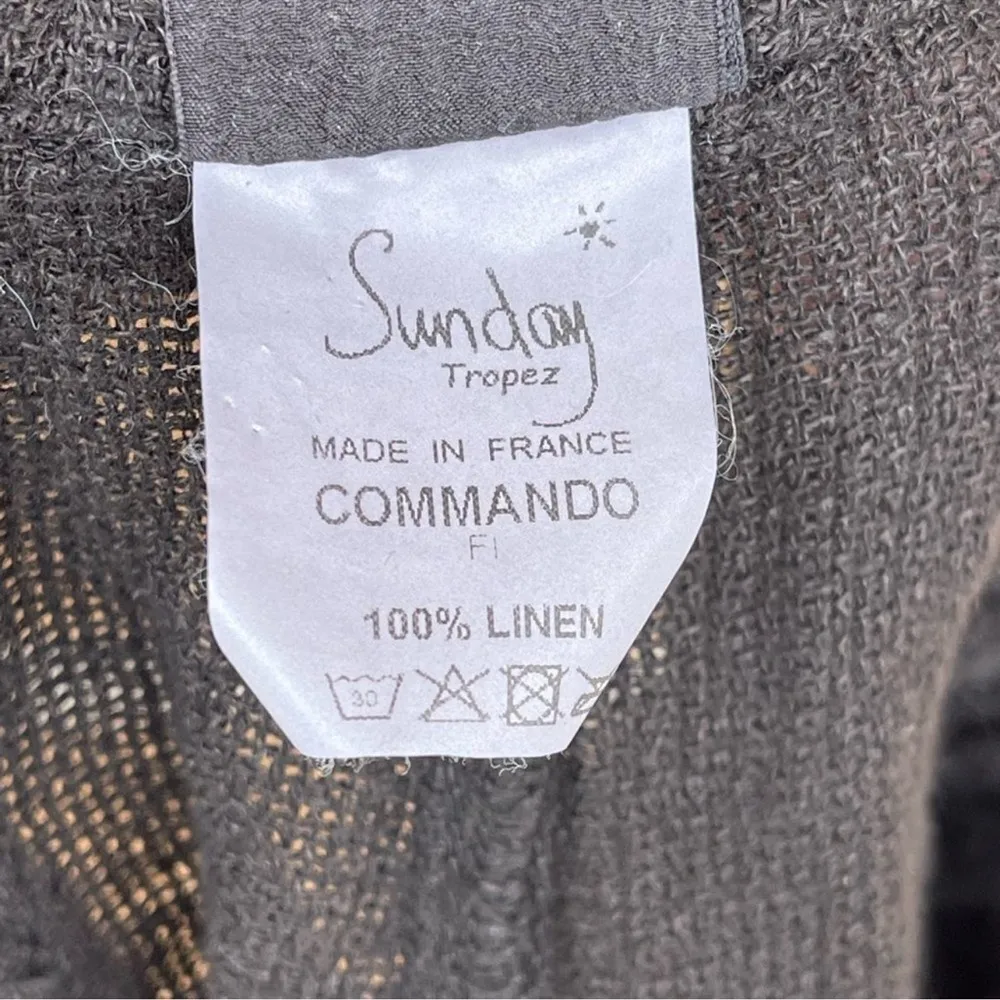 Sunday
Tropez
MADE IN FRANCE
COMMANDO
FI
100% LINEN
30